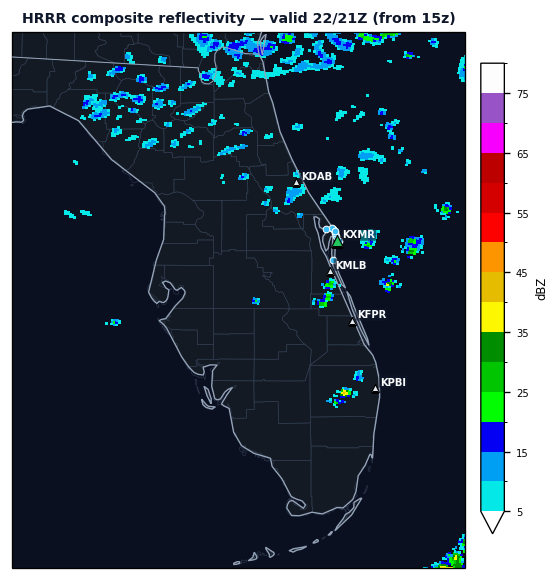 HRRR composite reflectivity — valid 22/21Z (from 15z)
KDAB
KXMR
KMLB
KFPR
KPBI
75
65
55
45
35
25
15
5
dBZ